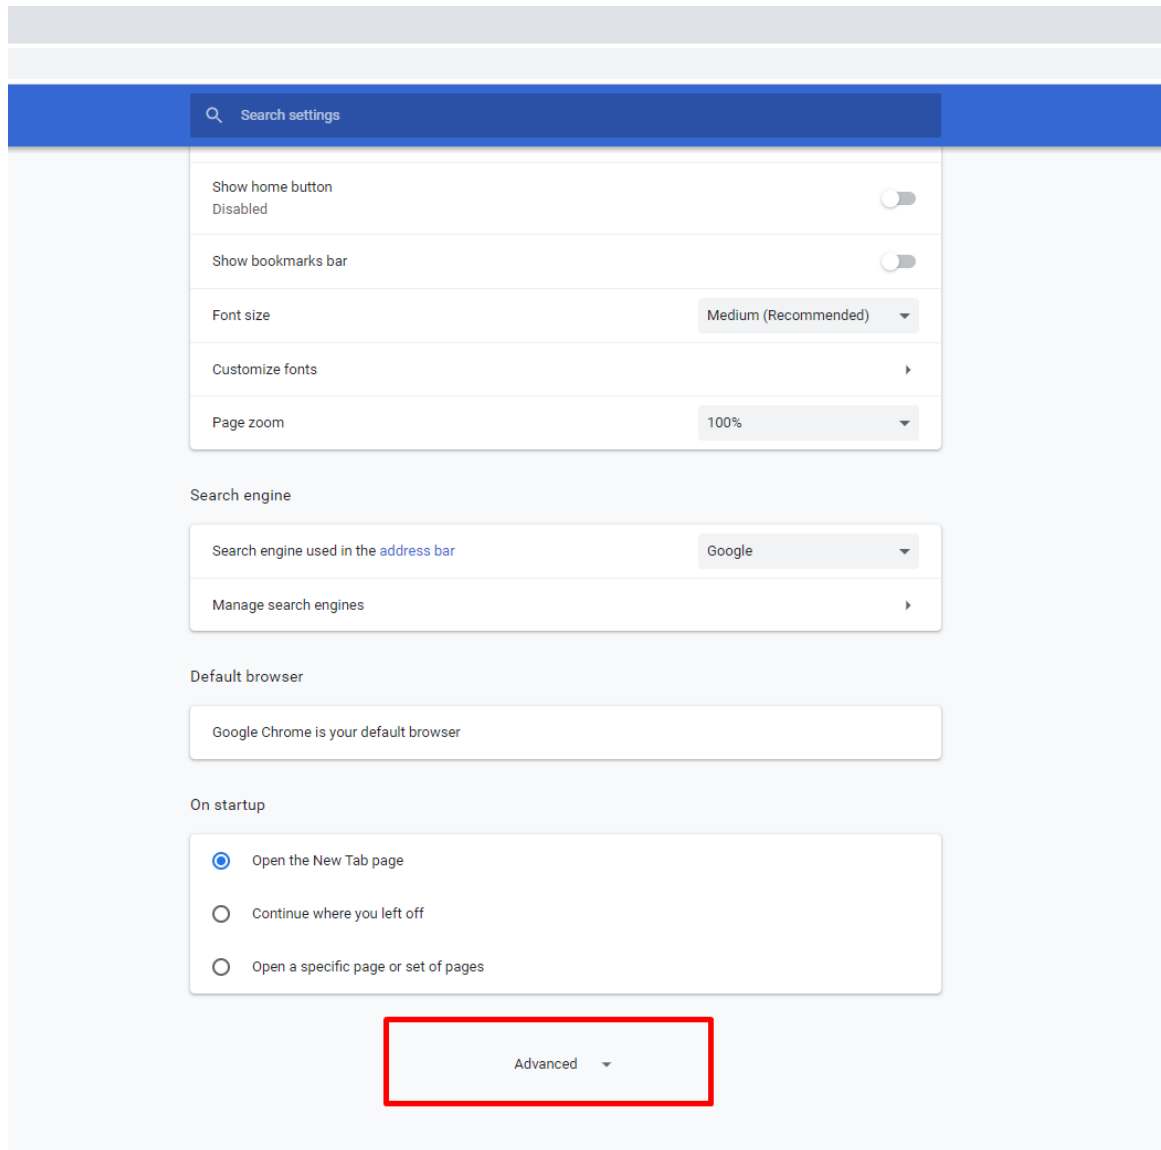 Search settings
Show home button
Disabled
Show bookmarks bar
Font size
Medium (Recommended)
Customize fonts
Page zoom
100%
Search engine
Search engine used in the address bar
Google
Manage search engines
Default browser
Google Chrome is your default browser
On startup
Open the New Tab page
Continue where you left off
Open a specific page or set of pages
Advanced